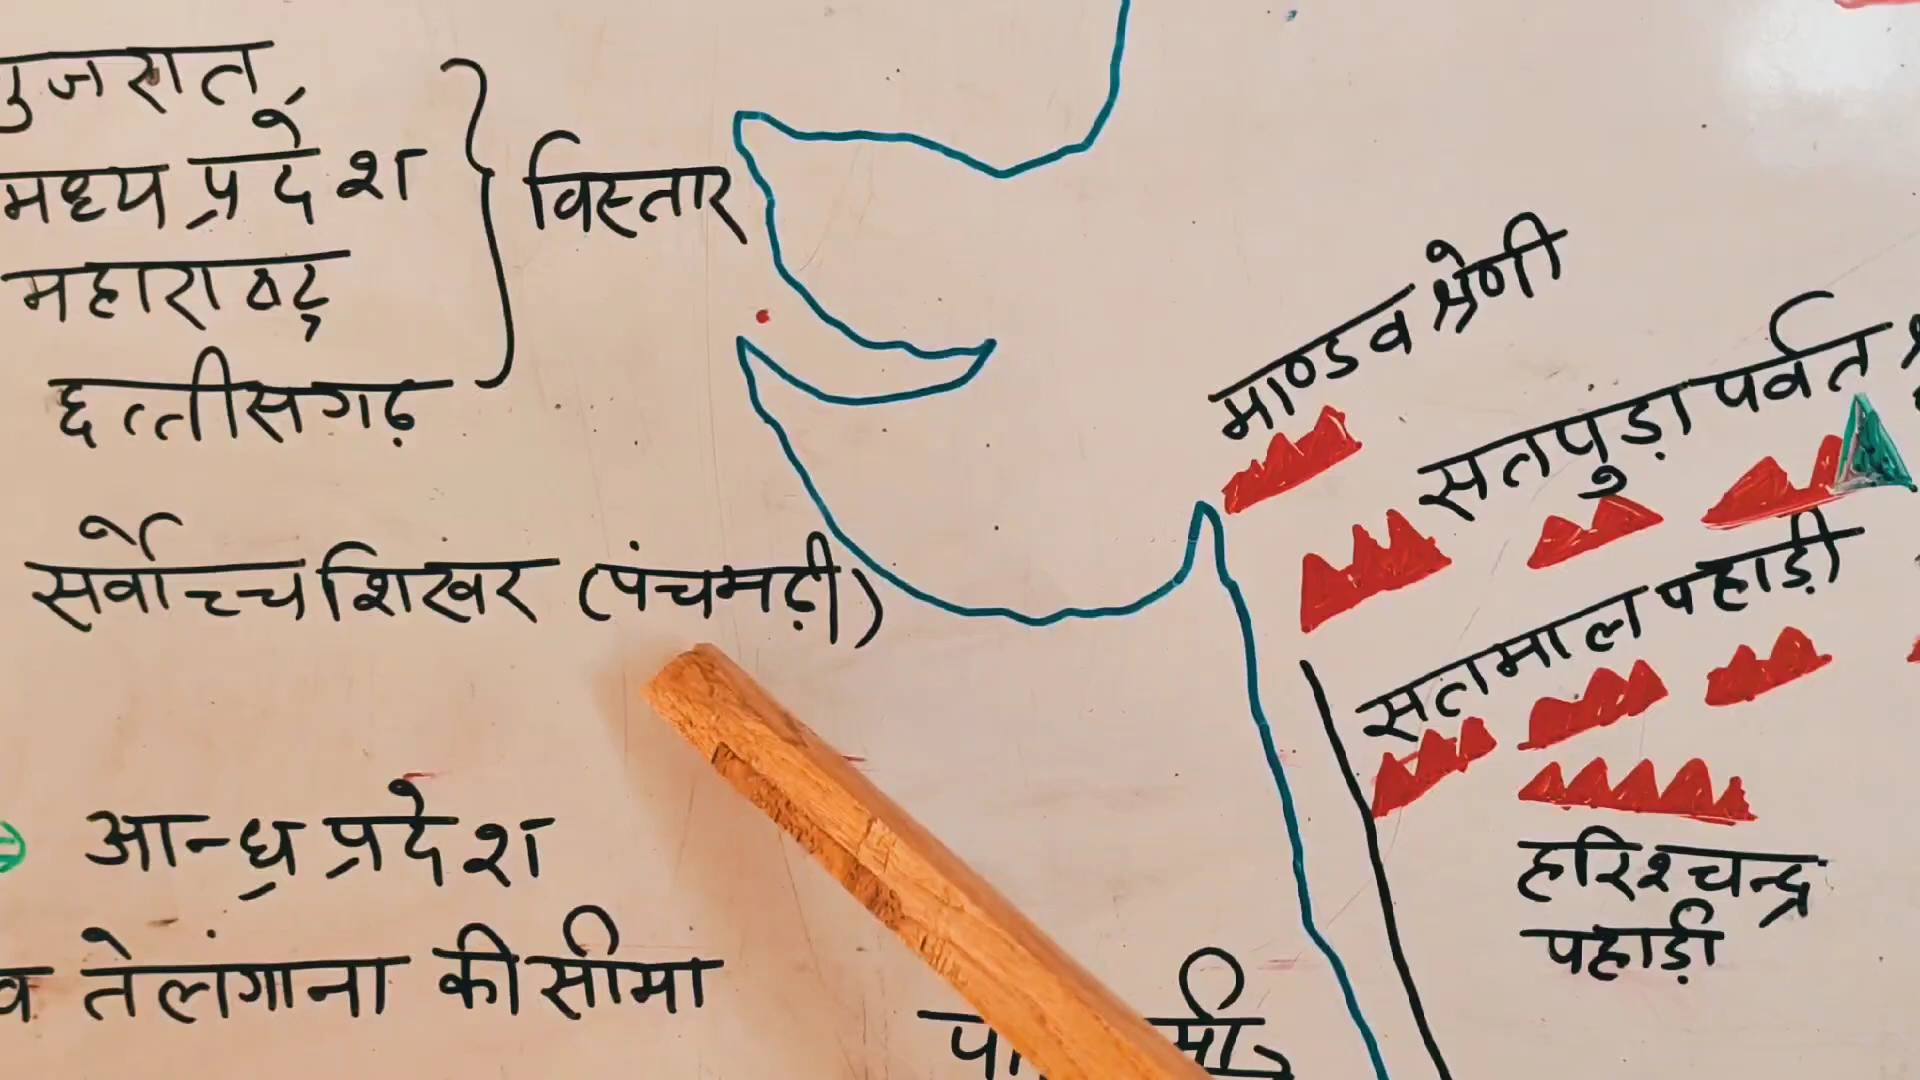 गुजरात,
मध्य प्रदेश
महाराष्ट्र
छत्तीसगढ़
विस्तार
सर्वोच्च शिखर (पंचमढ़ी)
आन्ध्र प्रदेश
व तेलंगाना की सीमा
माण्डव श्रेणी
सतपुड़ा पर्वत
सतमाल पहाड़ी
हरिश्चन्द्र
पहाड़ी